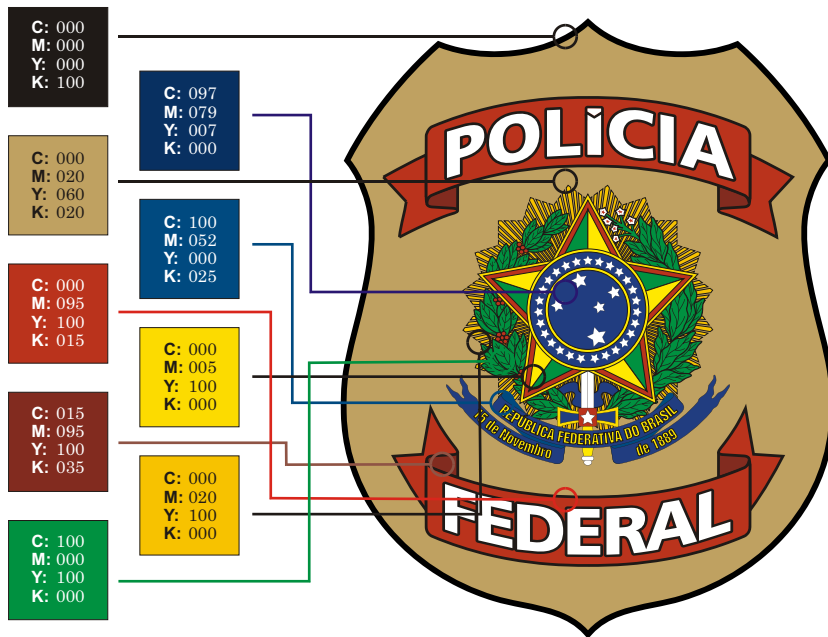 C: 000
M: 000
Y: 000
K: 100
C: 097
M: 079
Y: 007
K: 000
C: 000
M: 020
Y: 060
K: 020
C: 100
M: 052
Y: 000
K: 025
C: 000
M: 095
Y: 100
K: 015
C: 000
M: 005
Y: 100
K: 000
C: 015
M: 095
Y: 100
K: 035
C: 000
M: 020
Y: 100
K: 000
C: 100
M: 000
Y: 100
K: 000
POLÍCIA
REPÚBLICA FEDERATIVA DO BRASIL
15 de Novembro
de 1889
FEDERAL